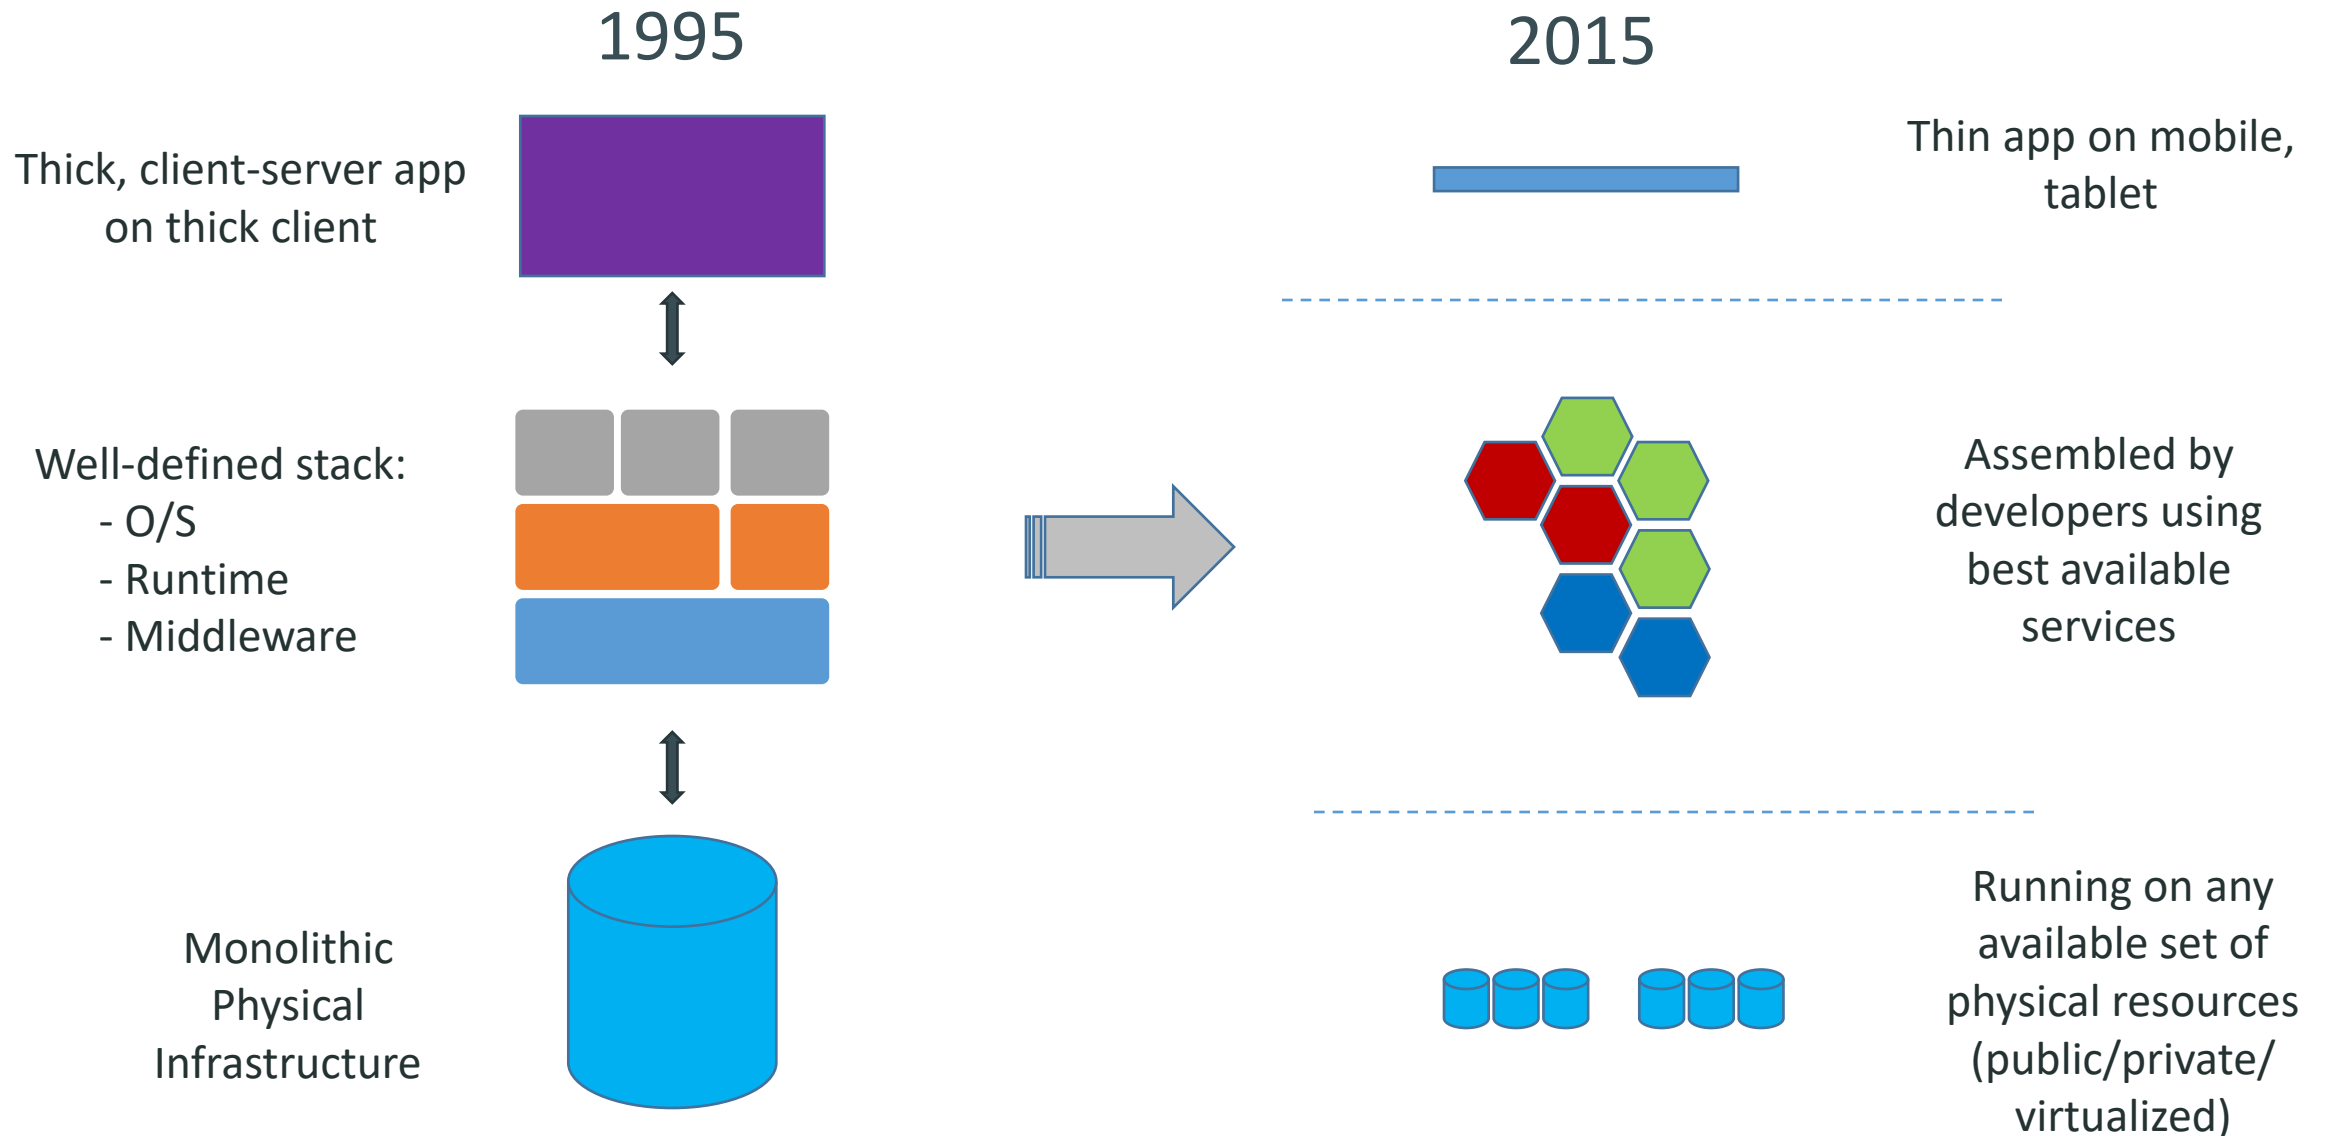 1995
2015
Thick, client-server app
on thick client
Thin app on mobile,
tablet
Well-defined stack:
- O/S
- Runtime
- Middleware
Assembled by
developers using
best available
services
Monolithic
Physical
Infrastructure
Running on any
available set of
physical resources
(public/private/
virtualized)